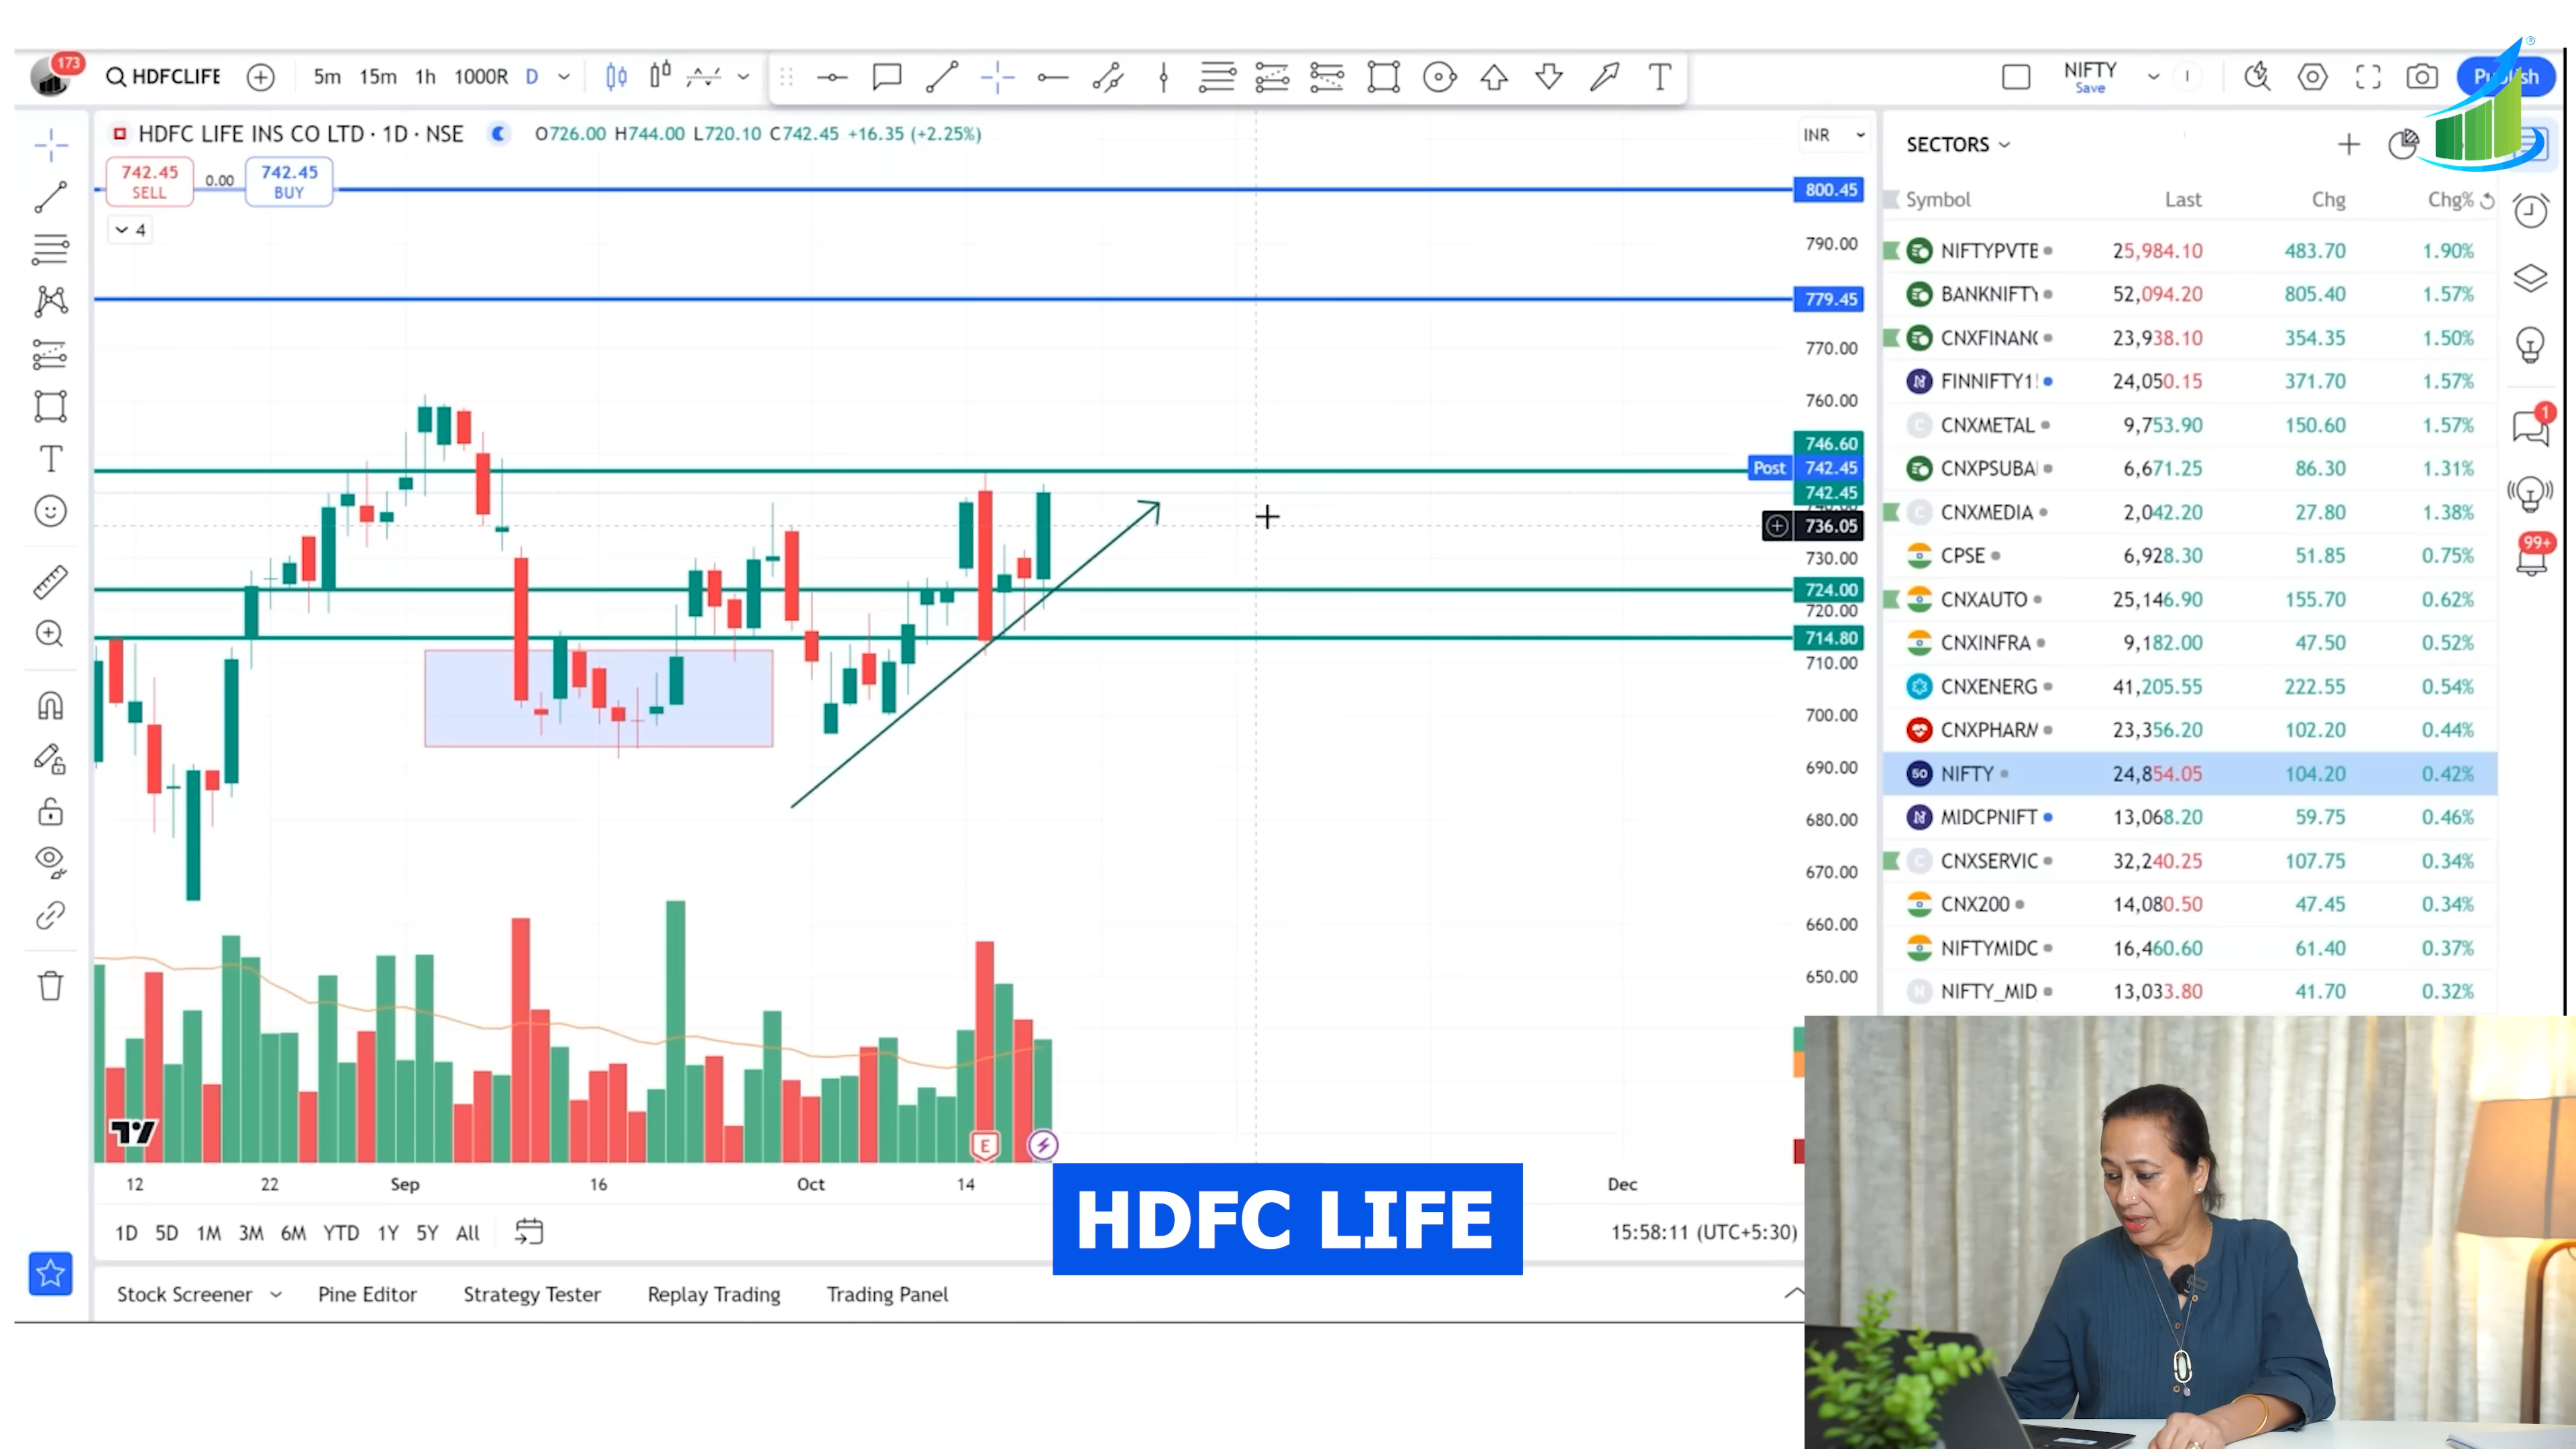 173
HDFCLIFE
5m 15m 1h 1000R D
T
NIFTY
Save
HDFC LIFE INS CO LTD · 1D · NSE
O726.00 H744.00 L720.10 C742.45 +16.35 (+2.25%)
INR
742.45
SELL
0.00
742.45
BUY
4
800.45
790.00
779.45
770.00
760.00
746.60
Post 742.45
742.45
736.05
730.00
724.00
720.00
714.80
710.00
700.00
690.00
680.00
670.00
660.00
650.00
E
12 22 Sep 16 Oct 14 Dec
1D 5D 1M 3M 6M YTD 1Y 5Y All
15:58:11 (UTC+5:30)
HDFC LIFE
Stock Screener Pine Editor Strategy Tester Replay Trading Trading Panel
SECTORS
Symbol Last Chg Chg%
NIFTYPVTE 25,984.10 483.70 1.90%
BANKNIFTY 52,094.20 805.40 1.57%
CNXFINANC 23,938.10 354.35 1.50%
FINNIFTY1! 24,050.15 371.70 1.57%
CNXMETAL 9,753.90 150.60 1.57%
CNXPSUBA 6,671.25 86.30 1.31%
CNXMEDIA 2,042.20 27.80 1.38%
CPSE 6,928.30 51.85 0.75%
CNXAUTO 25,146.90 155.70 0.62%
CNXINFRA 9,182.00 47.50 0.52%
CNXENERG 41,205.55 222.55 0.54%
CNXPHARM 23,356.20 102.20 0.44%
50 NIFTY 24,854.05 104.20 0.42%
MIDCPNIFT 13,068.20 59.75 0.46%
CNXSERVIC 32,240.25 107.75 0.34%
CNX200 14,080.50 47.45 0.34%
NIFTYMIDC 16,460.60 61.40 0.37%
NIFTY_MID 13,033.80 41.70 0.32%
1
99+